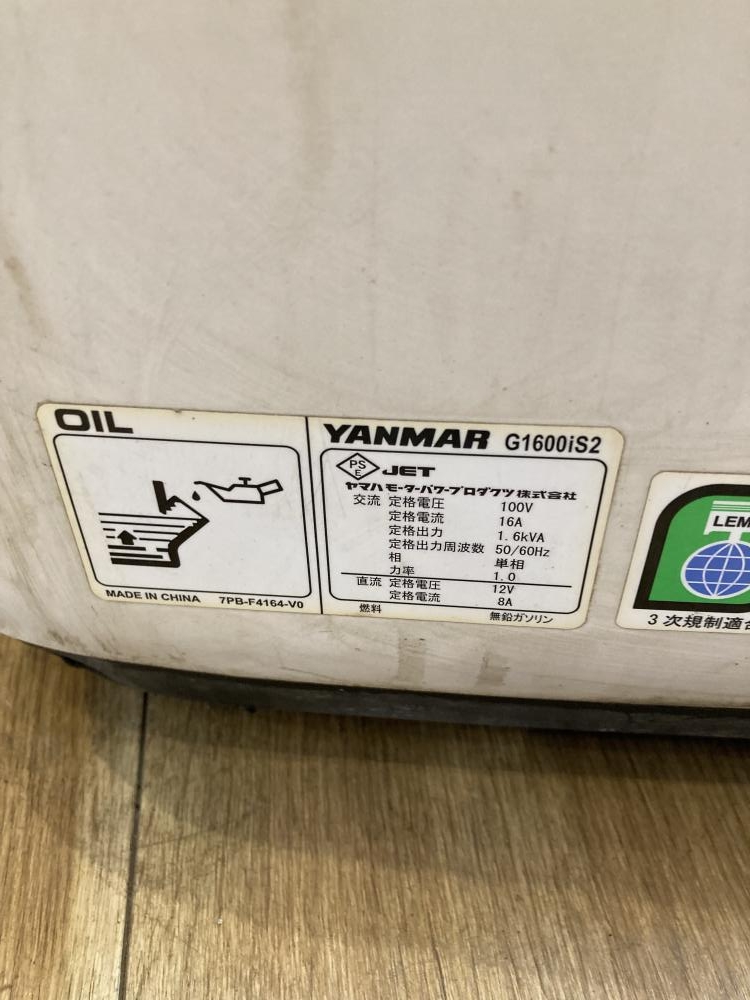 OIL
MADE IN CHINA 7PB-F4164-V0
YANMAR G1600iS2
PS
E
JET
ヤマハモーターパワープロダクツ株式会社
交流 定格電圧 100V
定格電流 16A
定格出力 1.6kVA
定格出力周波数 50/60Hz
相 単相
力率 1.0
直流 定格電圧 12V
定格電流 8A
燃料 無鉛ガソリン
LEM
3次規制適合